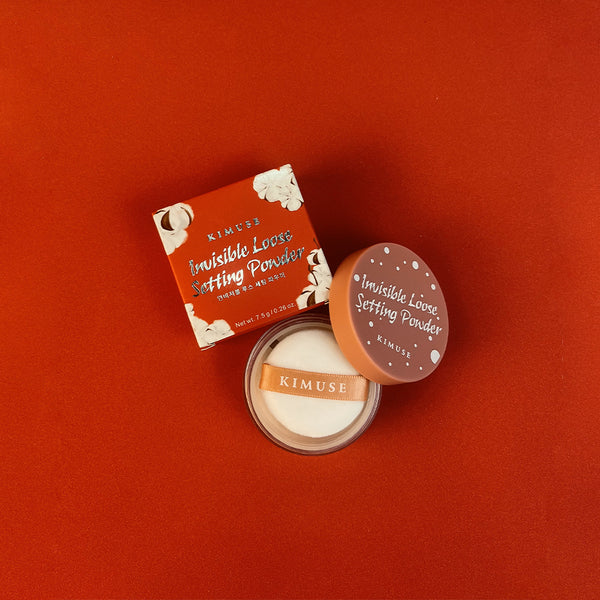 KIMUSE
Invisible Loose
Setting Powder
인비저블 루스 세팅 파우더
Net wt. 7.5 g / 0.26 oz
Invisible Loose
Setting Powder
KIMUSE
KIMUSE